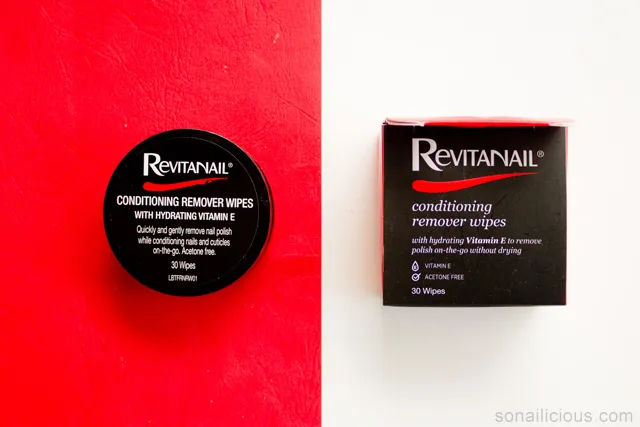 REVITANAIL®
CONDITIONING REMOVER WIPES
WITH HYDRATING VITAMIN E
Quickly and gently remove nail polish
while conditioning nails and cuticles
on-the-go. Acetone free.
30 Wipes
LBTFRNRW01
REVITANAIL®
conditioning
remover wipes
with hydrating Vitamin E to remove
polish on-the-go without drying
VITAMIN E
ACETONE FREE
30 Wipes
sonailicious.com